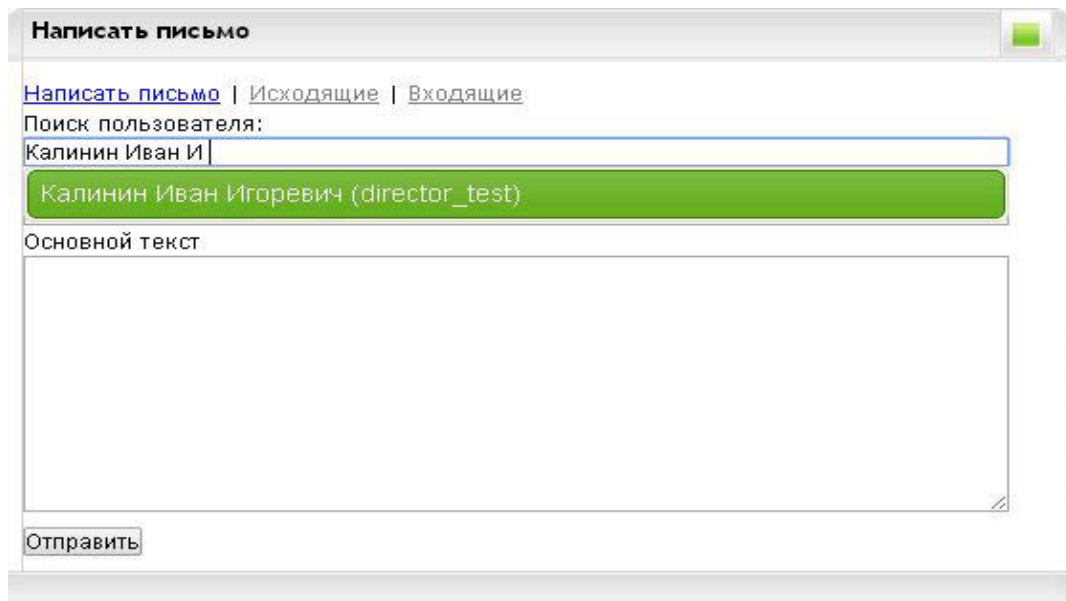 Написать письмо
Написать письмо | Исходящие | Входящие
Поиск пользователя:
Калинин Иван И
Калинин Иван Игоревич (director_test)
Основной текст
Отправить